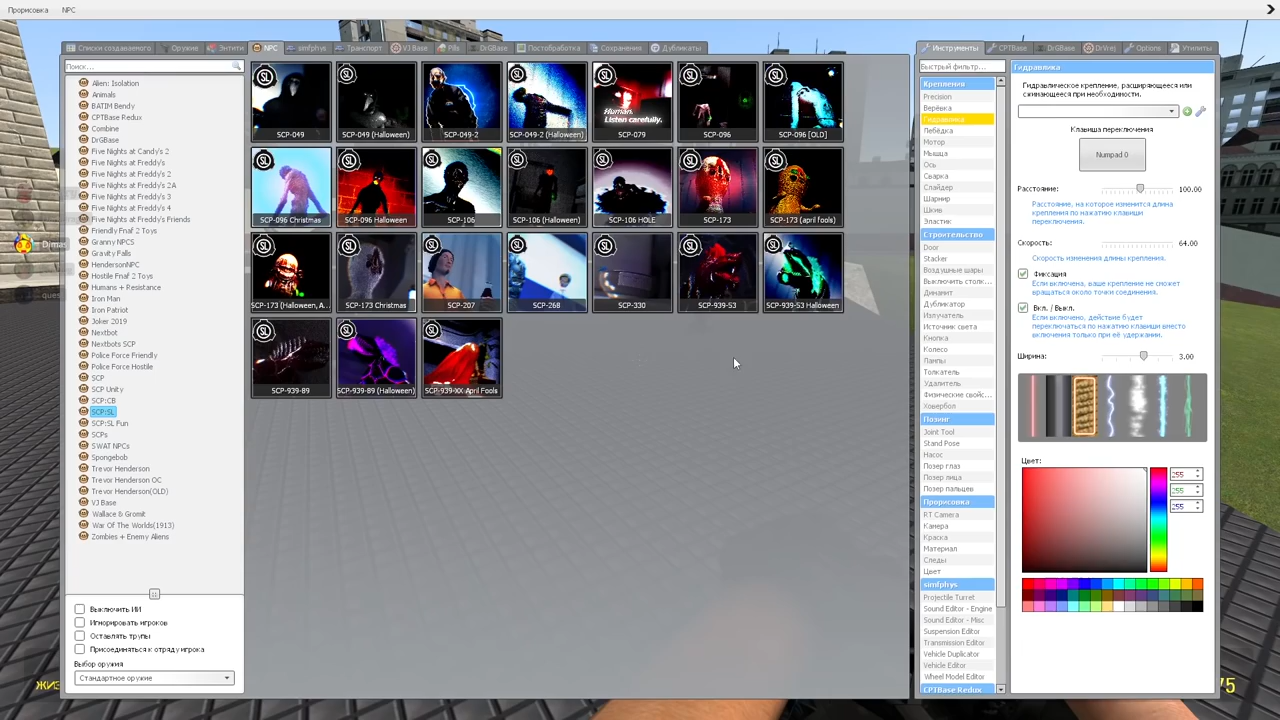 Прорисовка
NPC
Списки создаваемого
Оружие
Энтити
NPC
simfphys
Транспорт
VJ Base
Pills
DrGBase
Постобработка
Сохранения
Дубликаты
Поиск...
Alien: Isolation
Animals
BATIM Bendy
CPTBase Redux
Combine
DrGBase
Five Nights at Candy's 2
Five Nights at Freddy's
Five Nights at Freddy's 2
Five Nights at Freddy's 2A
Five Nights at Freddy's 3
Five Nights at Freddy's 4
Five Nights at Freddys Friends
Friendly Fnaf 2 Toys
Granny NPCS
Gravity Falls
HendersonNPC
Hostile Fnaf 2 Toys
Humans + Resistance
Iron Man
Iron Patriot
Joker 2019
Nextbot
Nextbots SCP
Police Force Friendly
Police Force Hostile
SCP
SCP Unity
SCP:CB
SCP:SL
SCP:SL Fun
SCPs
SWAT NPCs
Spongebob
Trevor Henderson
Trevor Henderson OC
Trevor Henderson(OLD)
VJ Base
Wallace & Gromit
War Of The Worlds(1913)
Zombies + Enemy Aliens
Выключить ИИ
Игнорировать игроков
Оставлять трупы
Присоединяться к отряду игрока
Выбор оружия
Стандартное оружие
SCP-049
SCP-049 (Halloween)
SCP-049-2
SCP-049-2 (Halloween)
Human.
Listen carefully.
SCP-079
SCP-096
SCP-096 [OLD]
SCP-096 Christmas
SCP-096 Halloween
SCP-106
SCP-106 (Halloween)
SCP-106 HOLE
SCP-173
SCP-173 (april fools)
SCP-173 (Halloween, A...
SCP-173 Christmas
SCP-207
SCP-268
SCP-330
SCP-939-53
SCP-939-53 Halloween
SCP-939-89
SCP-939-89 (Halloween)
SCP-939-XX April Fools
Инструменты
CPTBase
DrGBase
DrVrej
Options
Утилиты
Быстрый фильтр...
Крепления
Precision
Верёвка
Гидравлика
Лебёдка
Мотор
Мышца
Ось
Сварка
Слайдер
Шарнир
Шкив
Эластик
Строительство
Door
Stacker
Воздушные шары
Выключить столк...
Динамит
Дубликатор
Излучатель
Источник света
Кнопка
Колесо
Лампы
Толкатель
Удалитель
Физические свойс...
Ховербол
Позинг
Joint Tool
Stand Pose
Насос
Позер глаз
Позер лица
Позер пальцев
Прорисовка
RT Camera
Камера
Краска
Материал
Следы
Цвет
simfphys
Projectile Turret
Sound Editor - Engine
Sound Editor - Misc
Suspension Editor
Transmission Editor
Vehicle Duplicator
Vehicle Editor
Wheel Model Editor
CPTBase Redux
Гидравлика
Гидравлическое крепление, расширяющееся или
сжимающееся при необходимости.
Клавиша переключения
Numpad 0
Расстояние:
100.00
Расстояние, на которое изменится длина
крепления по нажатию клавиши
переключения.
Скорость:
64.00
Скорость изменения длины крепления.
Фиксация
Если включена, ваше крепление не сможет
вращаться около точки соединения.
Вкл. / Выкл.
Если включено, действие будет
переключаться по нажатию клавиши вместо
включения только при её удержании.
Ширина:
3.00
Цвет:
255
255
255
Dimas